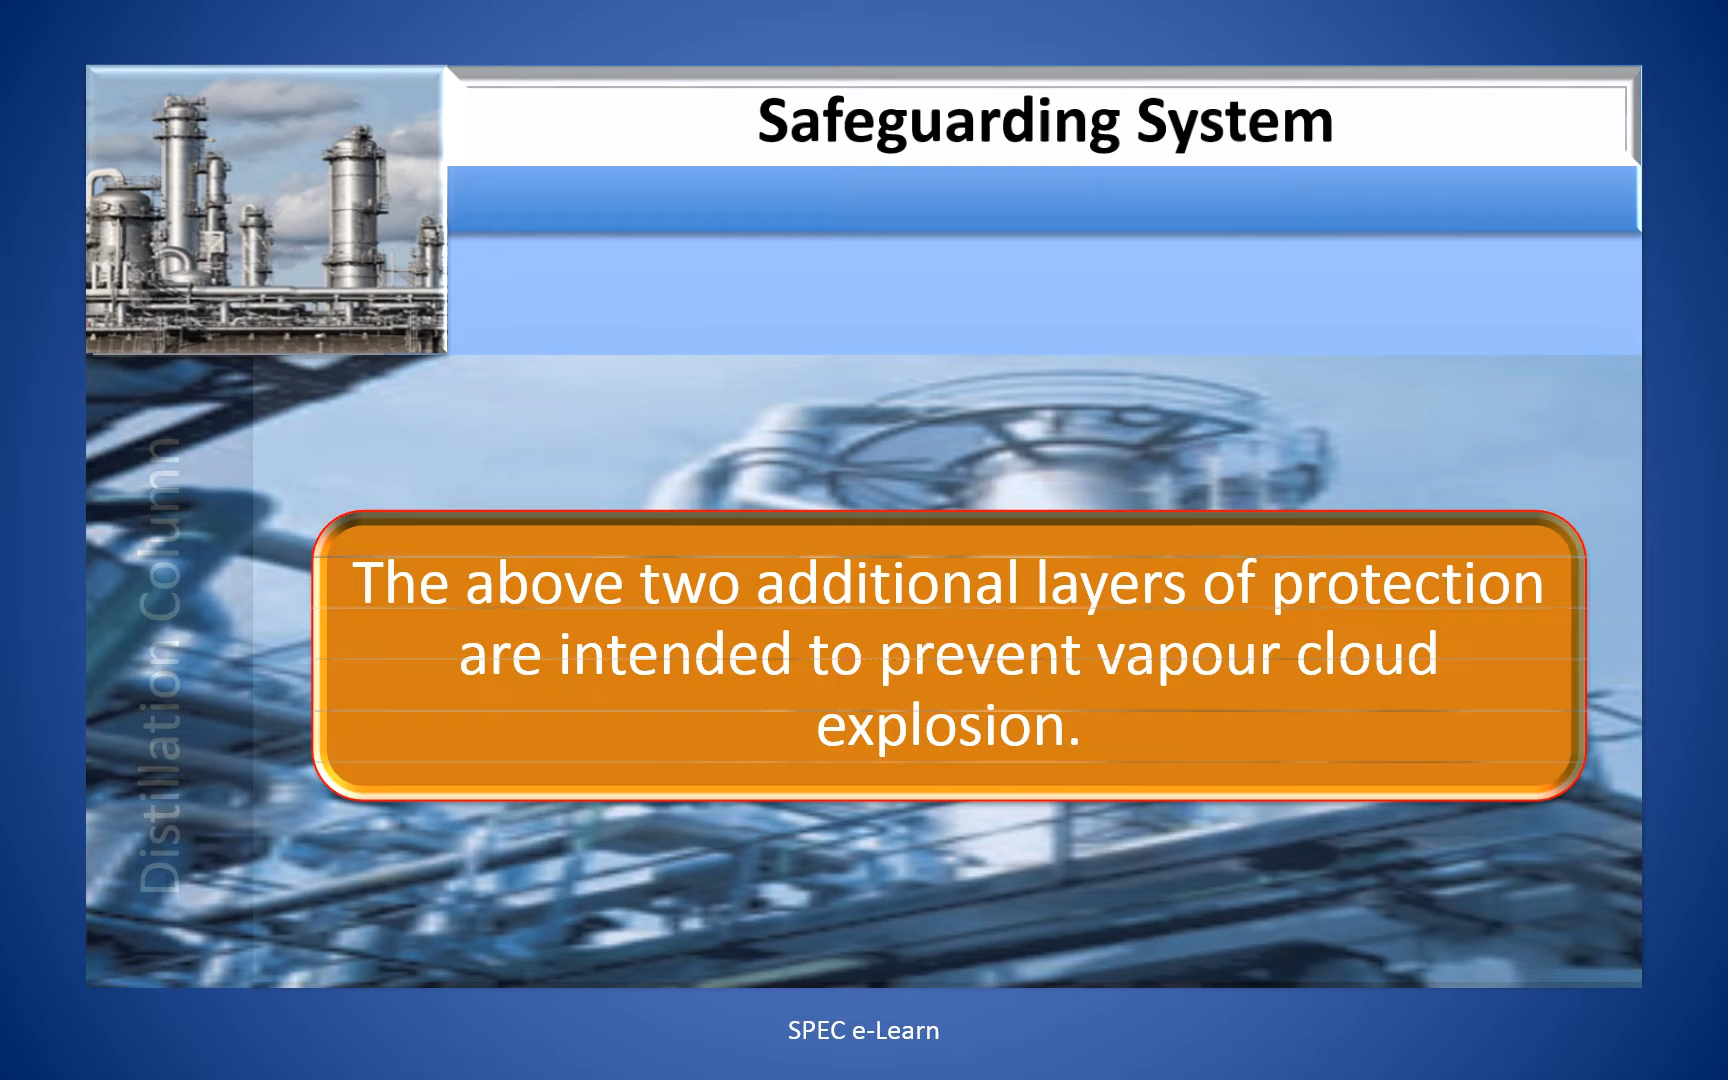 Safeguarding System
Distillation Column
The above two additional layers of protection
are intended to prevent vapour cloud
explosion.
SPEC e-Learn